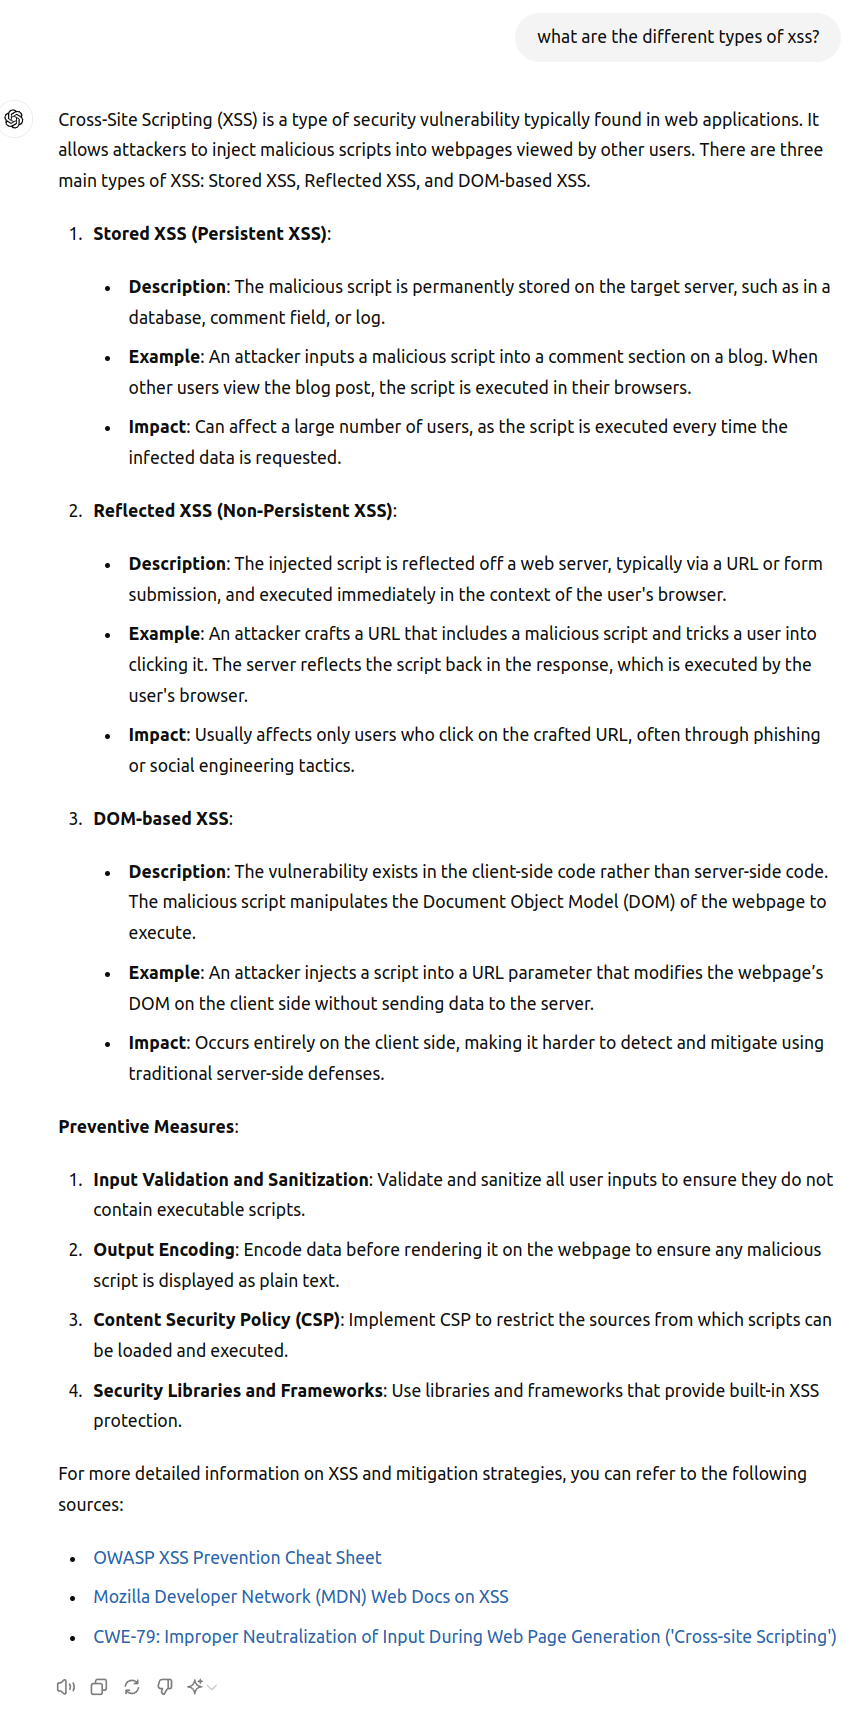 what are the different types of xss?
Cross-Site Scripting (XSS) is a type of security vulnerability typically found in web applications. It
allows attackers to inject malicious scripts into webpages viewed by other users. There are three
main types of XSS: Stored XSS, Reflected XSS, and DOM-based XSS.
1. Stored XSS (Persistent XSS):
• Description: The malicious script is permanently stored on the target server, such as in a
database, comment field, or log.
• Example: An attacker inputs a malicious script into a comment section on a blog. When
other users view the blog post, the script is executed in their browsers.
• Impact: Can affect a large number of users, as the script is executed every time the
infected data is requested.
2. Reflected XSS (Non-Persistent XSS):
• Description: The injected script is reflected off a web server, typically via a URL or form
submission, and executed immediately in the context of the user's browser.
• Example: An attacker crafts a URL that includes a malicious script and tricks a user into
clicking it. The server reflects the script back in the response, which is executed by the
user's browser.
• Impact: Usually affects only users who click on the crafted URL, often through phishing
or social engineering tactics.
3. DOM-based XSS:
• Description: The vulnerability exists in the client-side code rather than server-side code.
The malicious script manipulates the Document Object Model (DOM) of the webpage to
execute.
• Example: An attacker injects a script into a URL parameter that modifies the webpage’s
DOM on the client side without sending data to the server.
• Impact: Occurs entirely on the client side, making it harder to detect and mitigate using
traditional server-side defenses.
Preventive Measures:
1. Input Validation and Sanitization: Validate and sanitize all user inputs to ensure they do not
contain executable scripts.
2. Output Encoding: Encode data before rendering it on the webpage to ensure any malicious
script is displayed as plain text.
3. Content Security Policy (CSP): Implement CSP to restrict the sources from which scripts can
be loaded and executed.
4. Security Libraries and Frameworks: Use libraries and frameworks that provide built-in XSS
protection.
For more detailed information on XSS and mitigation strategies, you can refer to the following
sources:
• OWASP XSS Prevention Cheat Sheet
• Mozilla Developer Network (MDN) Web Docs on XSS
• CWE-79: Improper Neutralization of Input During Web Page Generation ('Cross-site Scripting')